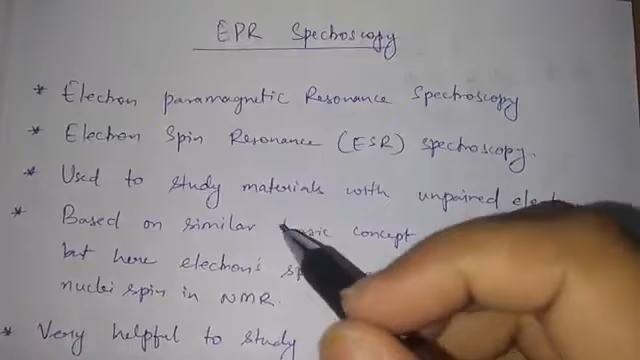 EPR Spectroscopy
* Electron paramagnetic Resonance Spectroscopy
* Electron Spin Resonance (ESR) spectroscopy.
* Used to study materials with unpaired
* Based on similar basic concept
but here electron's
nuclei spin in NMR.
* Very helpful to study